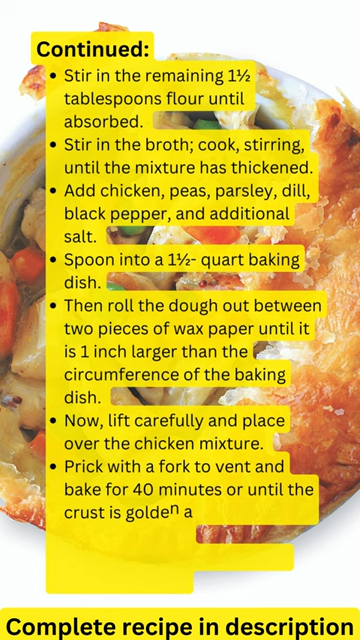 Continued:
• Stir in the remaining 1½
tablespoons flour until
absorbed.
• Stir in the broth; cook, stirring,
until the mixture has thickened.
• Add chicken, peas, parsley, dill,
black pepper, and additional
salt.
• Spoon into a 1½- quart baking
dish.
• Then roll the dough out between
two pieces of wax paper until it
is 1 inch larger than the
circumference of the baking
dish.
• Now, lift carefully and place
over the chicken mixture.
• Prick with a fork to vent and
bake for 40 minutes or until the
crust is golden a
Complete recipe in description